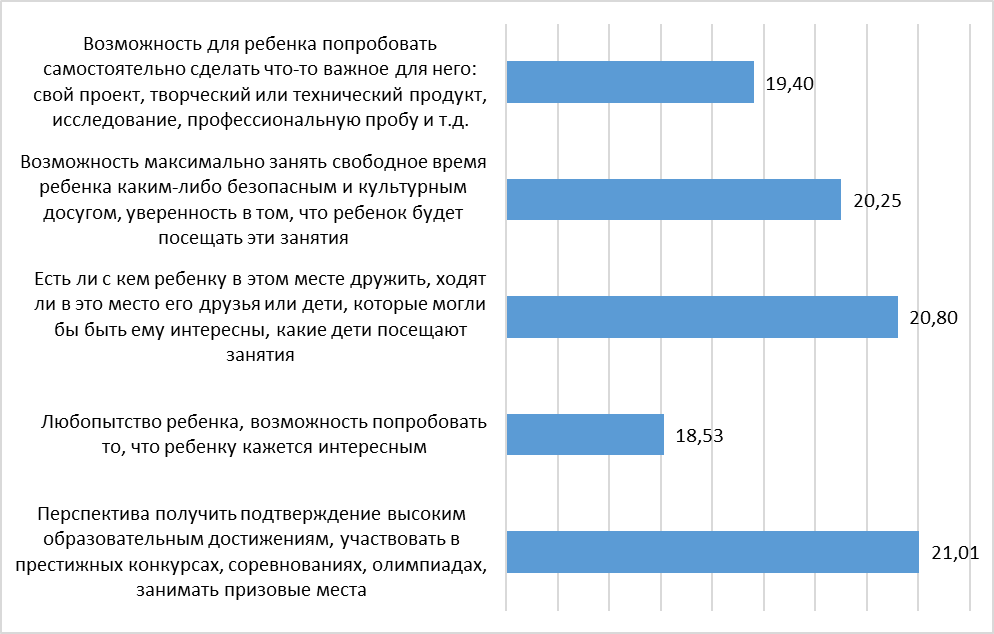 Возможность для ребенка попробовать
самостоятельно сделать что-то важное для него:
свой проект, творческий или технический продукт,
исследование, профессиональную пробу и т.д.
19,40
Возможность максимально занять свободное время
ребенка каким-либо безопасным и культурным
досугом, уверенность в том, что ребенок будет
посещать эти занятия
20,25
Есть ли с кем ребенку в этом месте дружить, ходят
ли в это место его друзья или дети, которые могли
бы быть ему интересны, какие дети посещают
занятия
20,80
Любопытство ребенка, возможность попробовать
то, что ребенку кажется интересным
18,53
Перспектива получить подтверждение высоким
образовательным достижениям, участвовать в
престижных конкурсах, соревнованиях, олимпиадах,
занимать призовые места
21,01